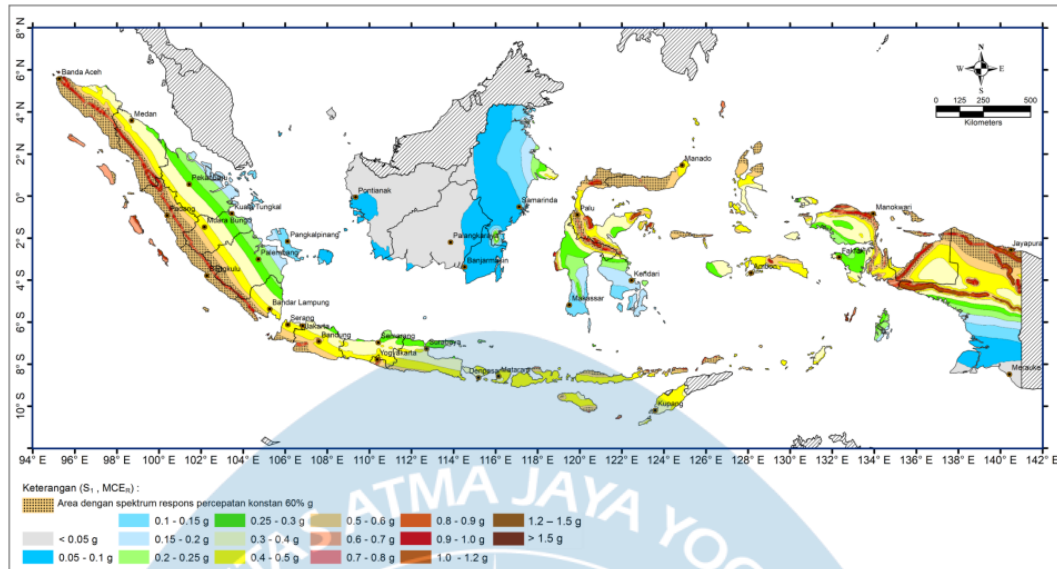 8° N
6° N
4° N
2° N
0°
2° S
4° S
6° S
8° S
10° S
Banda Aceh
Medan
Pekanbaru
Kuala Tungkal
Padang
Muara Bungo
Pangkalpinang
Palembang
Bengkulu
Bandar Lampung
Serang
Jakarta
Bandung
Semarang
Surabaya
Yogyakarta
Denpasar
Mataram
Kupang
Pontianak
Palangkaraya
Banjarmasin
Samarinda
Manado
Palu
Kendari
Makassar
Ambon
Manokwari
Fakfak
Jayapura
Merauke
N
W E
S
0 125 250 500
Kilometers
94° E 96° E 98° E 100° E 102° E 104° E 106° E 108° E 110° E 112° E 114° E 116° E 118° E 120° E 122° E 124° E 126° E 128° E 130° E 132° E 134° E 136° E 138° E 140° E 142° E
Keterangan (S₁ , MCE_R) :
Area dengan spektrum respons percepatan konstan 60% g
0.1 - 0.15 g 0.25 - 0.3 g 0.5 - 0.6 g 0.8 - 0.9 g 1.2 – 1.5 g
< 0.05 g 0.15 - 0.2 g 0.3 - 0.4 g 0.6 - 0.7 g 0.9 - 1.0 g > 1.5 g
0.05 - 0.1 g 0.2 - 0.25 g 0.4 - 0.5 g 0.7 - 0.8 g 1.0 - 1.2 g
TAS ATMA JAYA YOG